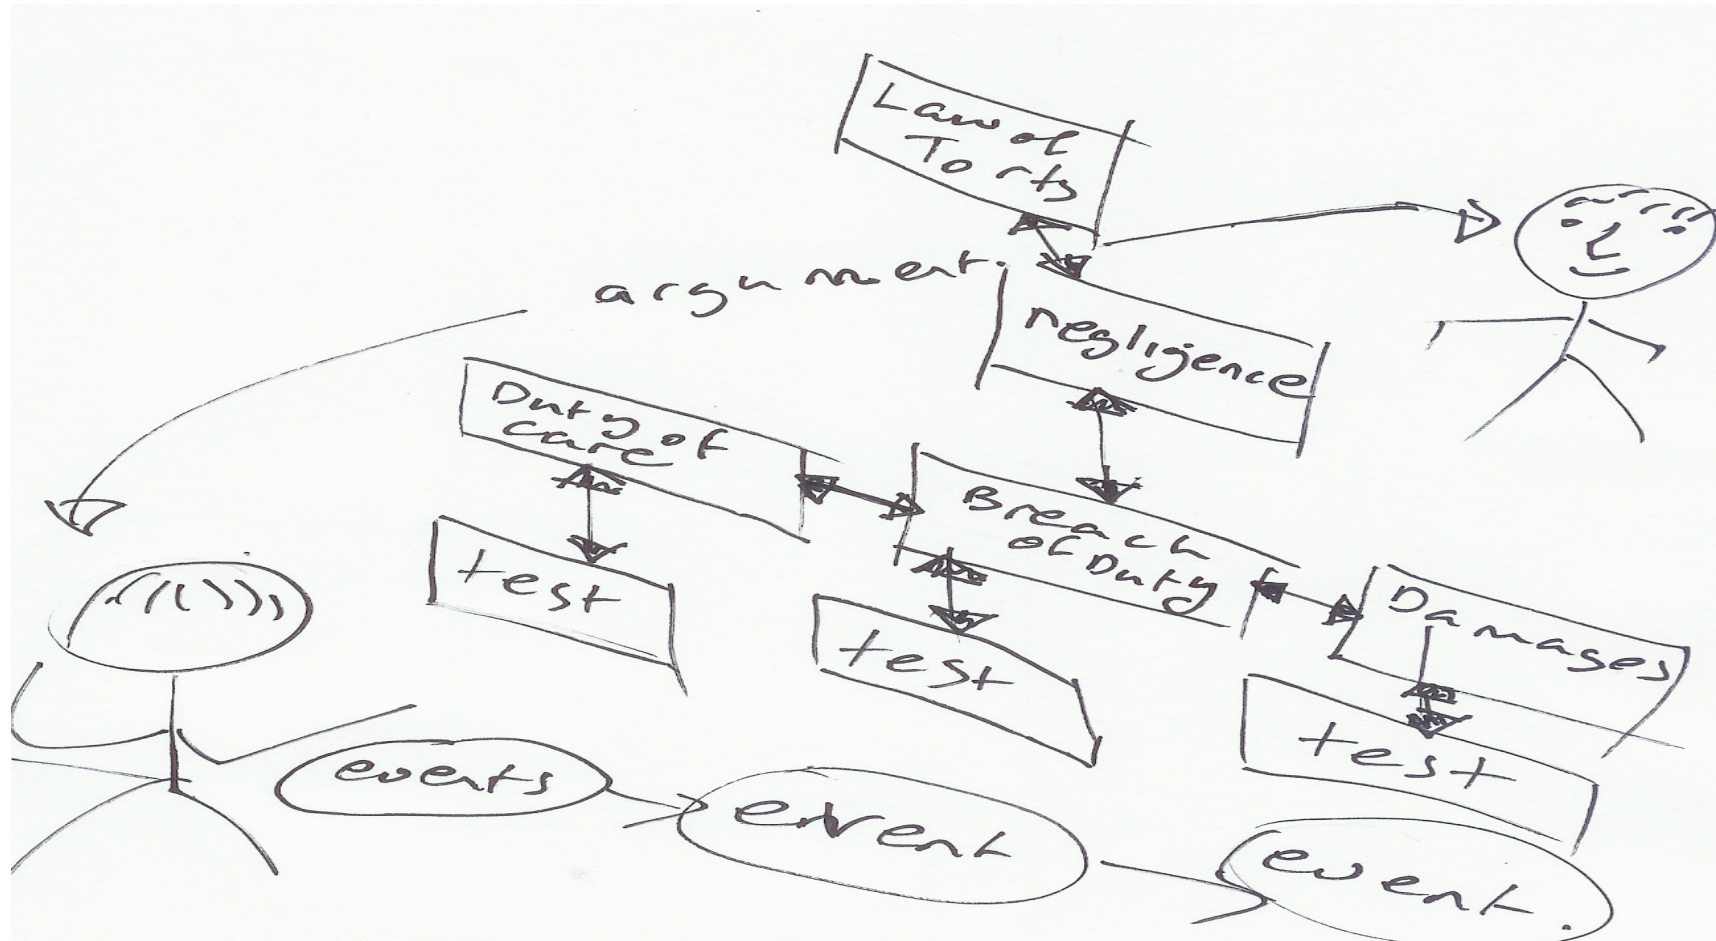 Law of
Torts
argument.
negligence
Duty of
care
Breach
of Duty
Damages
test
test
test
events
event
event.